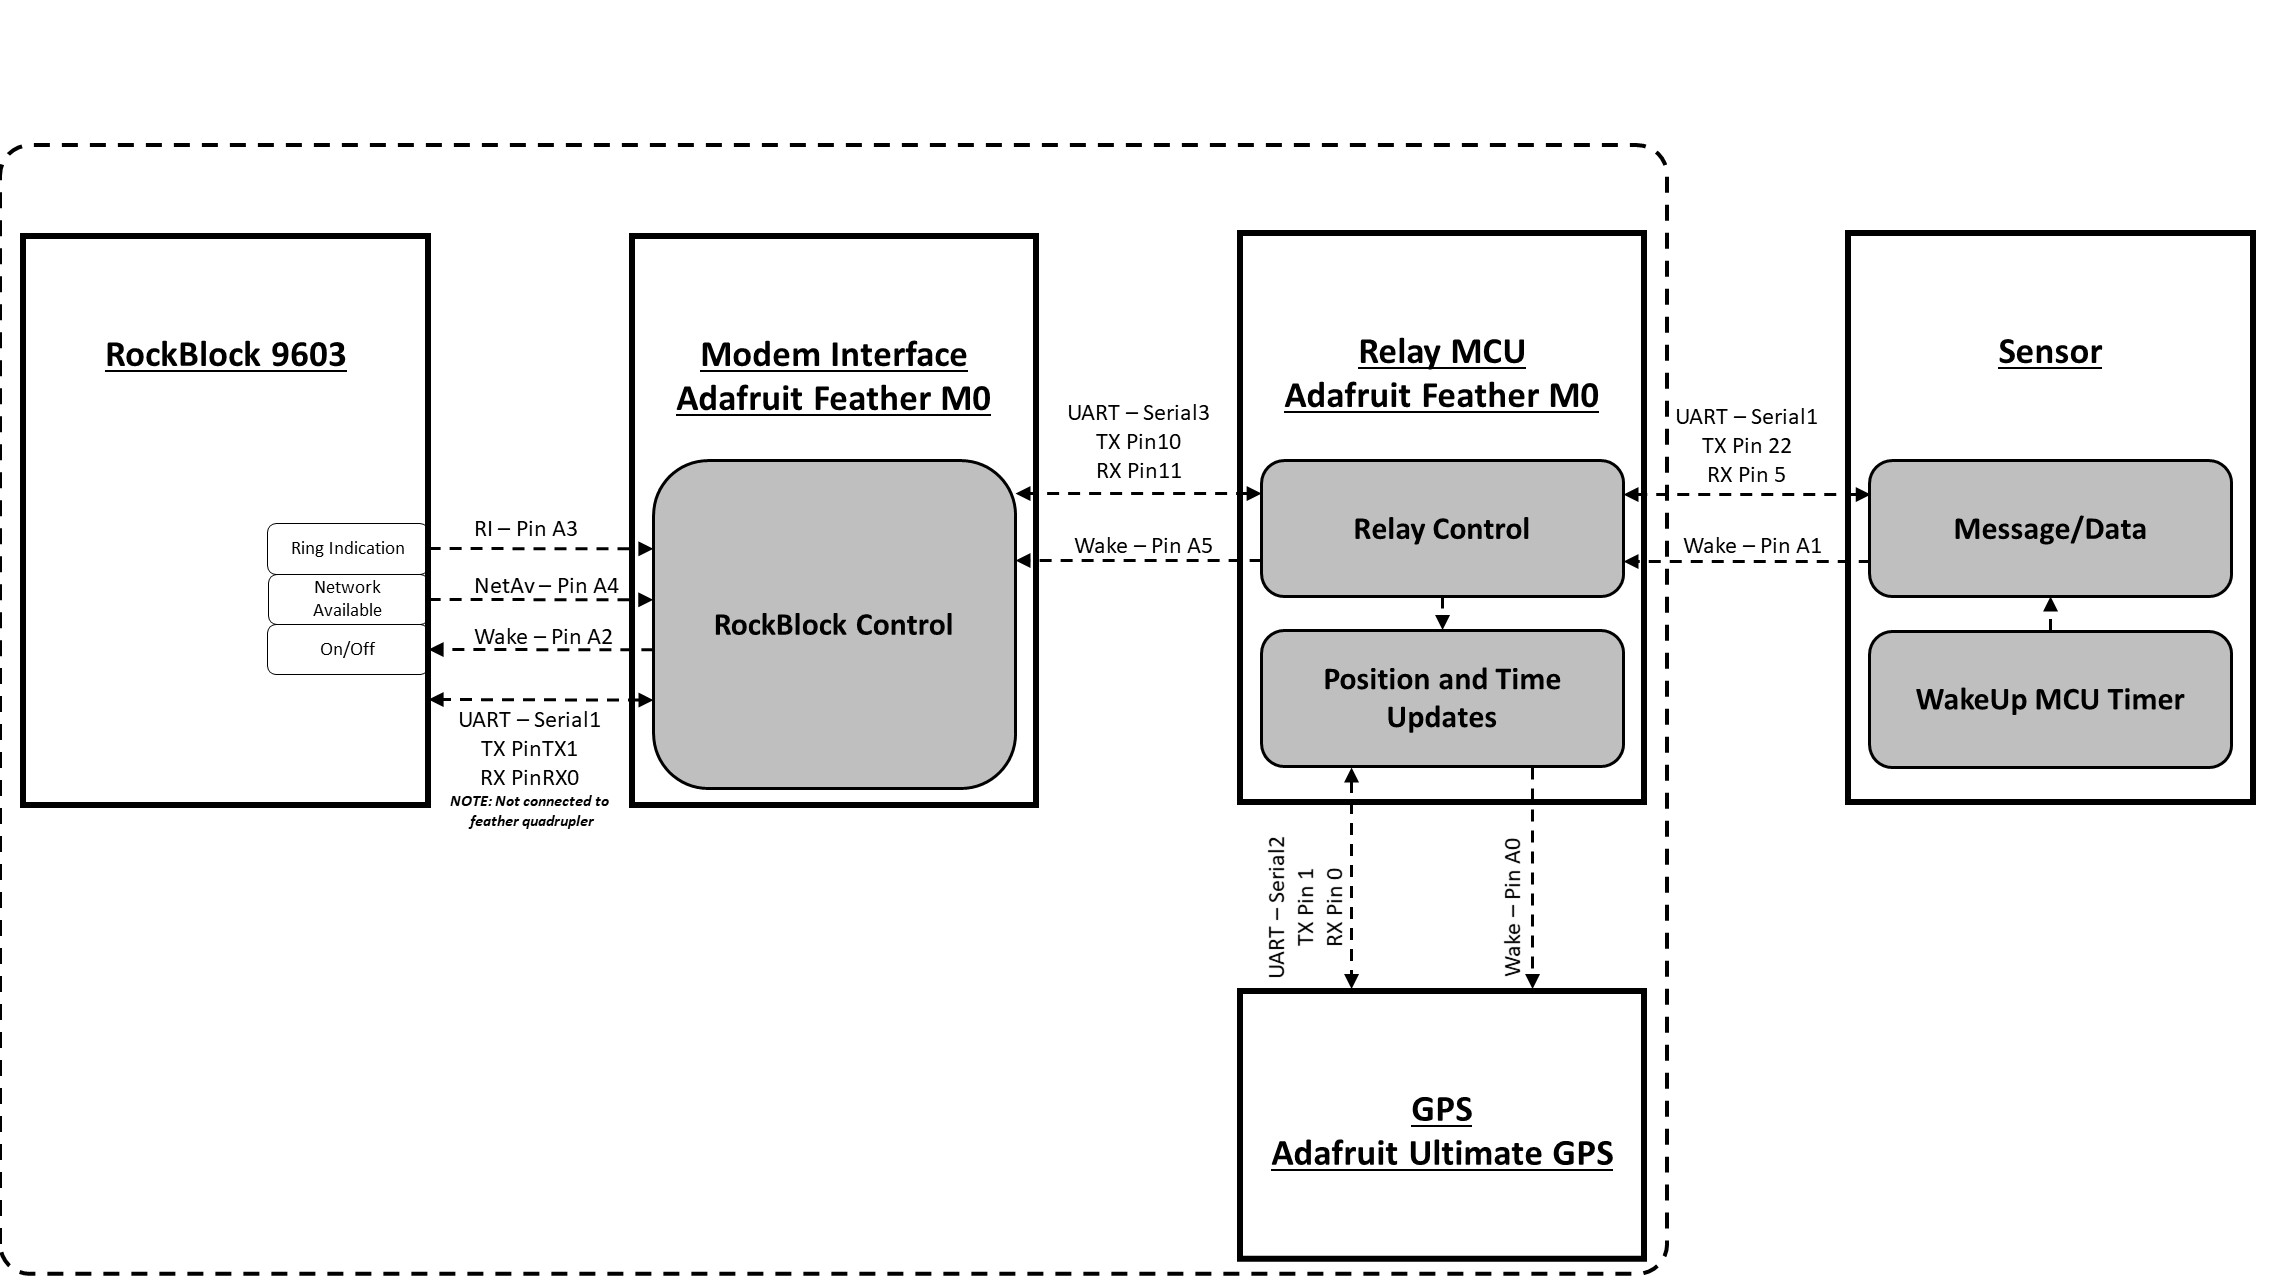 RockBlock 9603
Ring Indication
Network
Available
On/Off
RI – Pin A3
NetAv – Pin A4
Wake – Pin A2
UART – Serial1
TX PinTX1
RX PinRX0
NOTE: Not connected to
feather quadrupler
Modem Interface
Adafruit Feather M0
RockBlock Control
UART – Serial3
TX Pin10
RX Pin11
Wake – Pin A5
Relay MCU
Adafruit Feather M0
Relay Control
Position and Time
Updates
UART – Serial1
TX Pin 22
RX Pin 5
Wake – Pin A1
Sensor
Message/Data
WakeUp MCU Timer
UART – Serial2
TX Pin 1
RX Pin 0
Wake – Pin A0
GPS
Adafruit Ultimate GPS